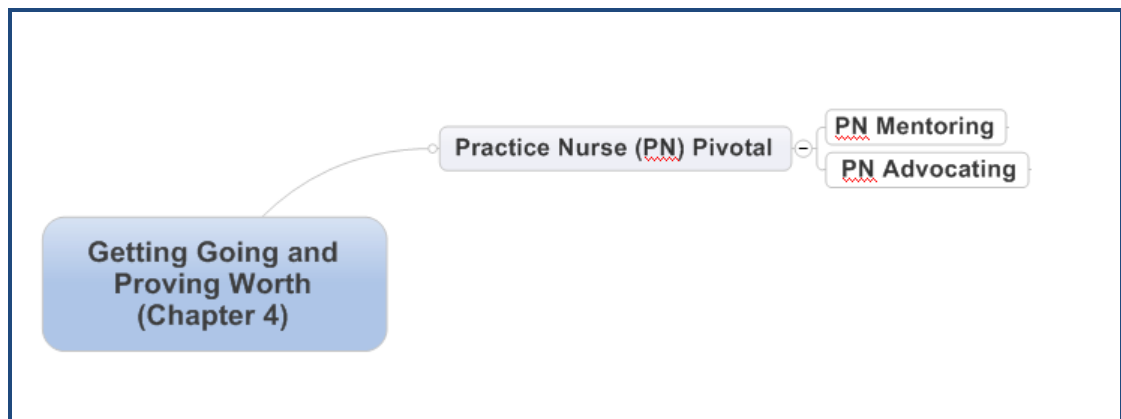 PN Mentoring
Practice Nurse (PN) Pivotal
PN Advocating
Getting Going and
Proving Worth
(Chapter 4)